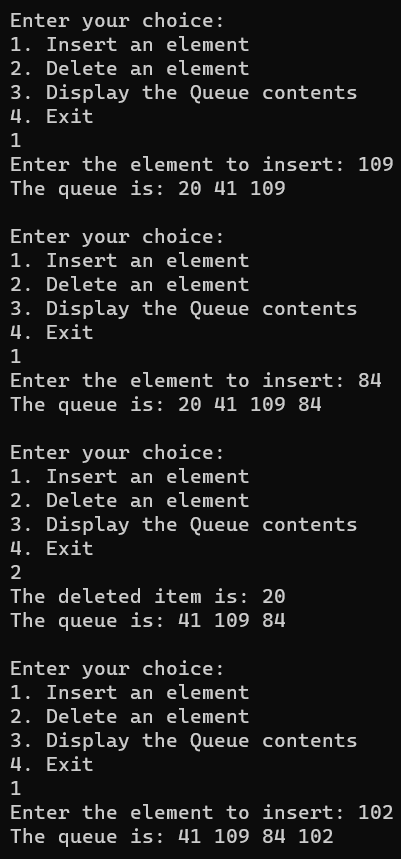 Enter your choice:
1. Insert an element
2. Delete an element
3. Display the Queue contents
4. Exit
1
Enter the element to insert: 109
The queue is: 20 41 109
Enter your choice:
1. Insert an element
2. Delete an element
3. Display the Queue contents
4. Exit
1
Enter the element to insert: 84
The queue is: 20 41 109 84
Enter your choice:
1. Insert an element
2. Delete an element
3. Display the Queue contents
4. Exit
2
The deleted item is: 20
The queue is: 41 109 84
Enter your choice:
1. Insert an element
2. Delete an element
3. Display the Queue contents
4. Exit
1
Enter the element to insert: 102
The queue is: 41 109 84 102